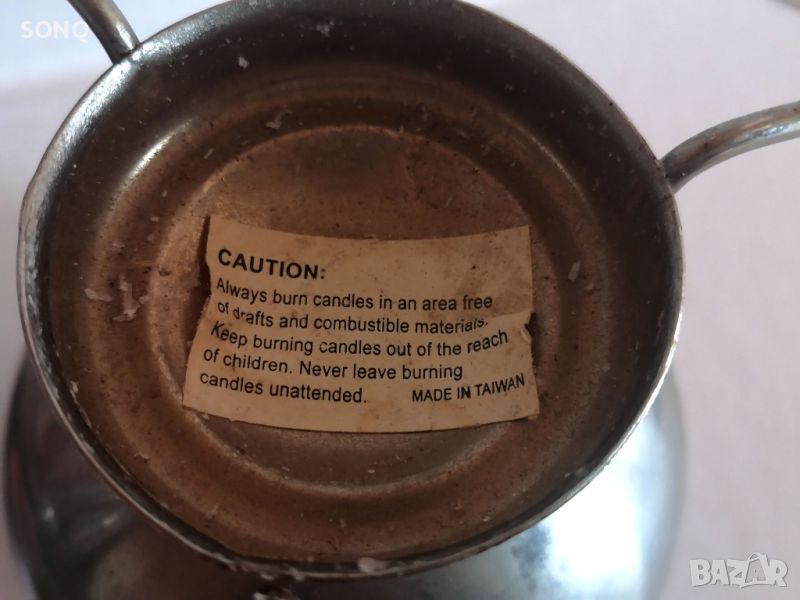 SONQ
CAUTION:
Always burn candles in an area free
of drafts and combustible materials.
Keep burning candles out of the reach
of children. Never leave burning
candles unattended. MADE IN TAIWAN
BAZAR